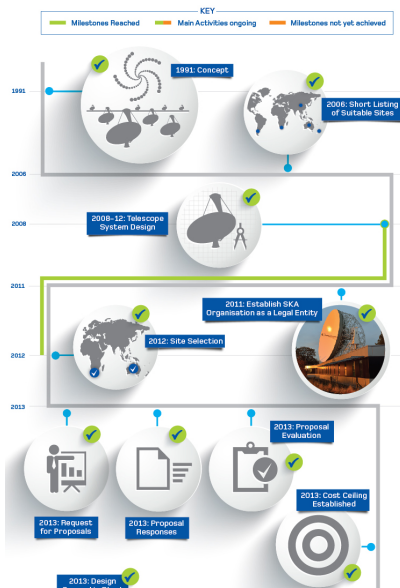 KEY
Milestones Reached
Main Activities ongoing
Milestones not yet achieved
1991
1991: Concept
2006: Short Listing
of Suitable Sites
2006
2008-12: Telescope
System Design
2008
2011
2011: Establish SKA
Organisation as a Legal Entity
2012: Site Selection
2012
2013
2013: Proposal
Evaluation
2013: Request
for Proposals
2013: Proposal
Responses
2013: Cost Ceiling
Established
2013: Design